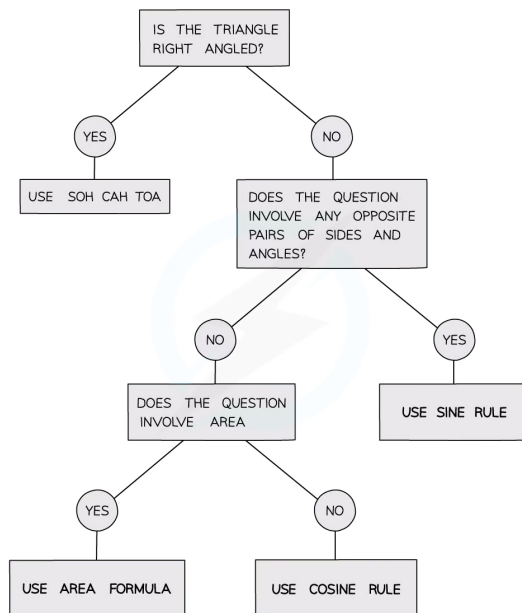 IS THE TRIANGLE
RIGHT ANGLED?
YES
NO
USE SOH CAH TOA
DOES THE QUESTION
INVOLVE ANY OPPOSITE
PAIRS OF SIDES AND
ANGLES?
NO
YES
DOES THE QUESTION
INVOLVE AREA
USE SINE RULE
YES
NO
USE AREA FORMULA
USE COSINE RULE